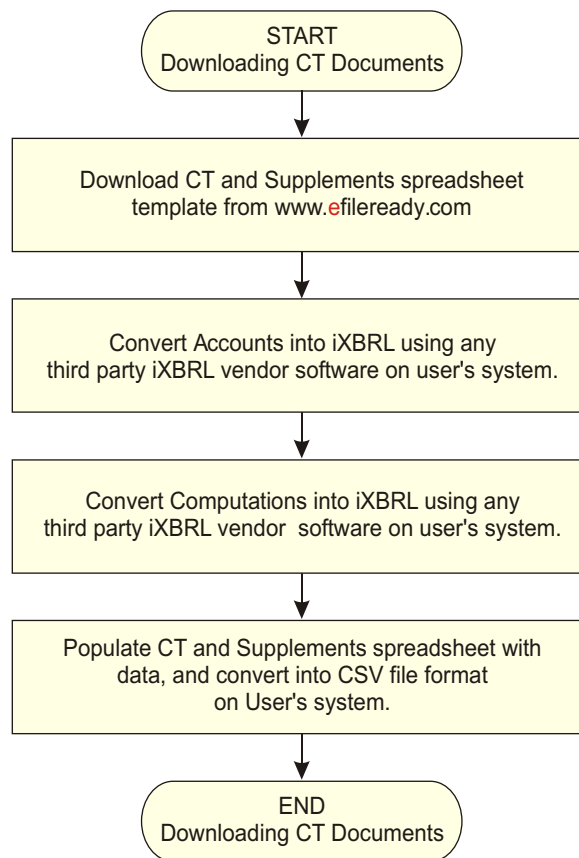 START
Downloading CT Documents
Download CT and Supplements spreadsheet
template from www.efileready.com
Convert Accounts into iXBRL using any
third party iXBRL vendor software on user's system.
Convert Computations into iXBRL using any
third party iXBRL vendor software on user's system.
Populate CT and Supplements spreadsheet with
data, and convert into CSV file format
on User's system.
END
Downloading CT Documents